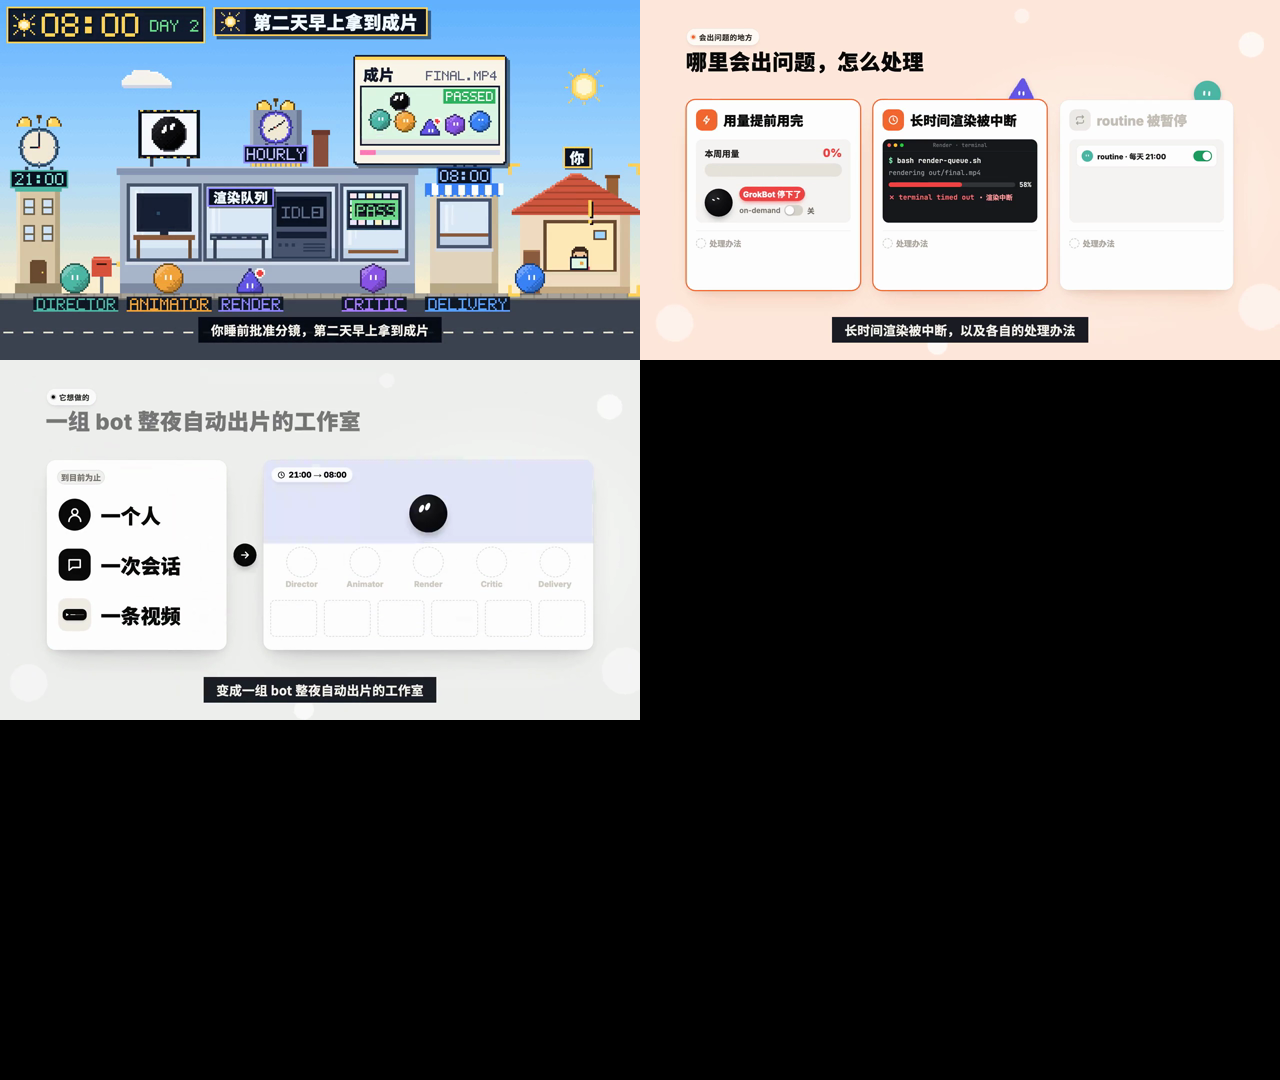 08:00 DAY 2
第二天早上拿到成片
成片 FINAL.MP4
PASSED
HOURLY
21:00
渲染队列
IDLE
PASS
08:00
你
!
DIRECTOR
ANIMATOR
RENDER
CRITIC
DELIVERY
你睡前批准分镜，第二天早上拿到成片
会出问题的地方
哪里会出问题，怎么处理
用量提前用完
本周用量 0%
GrokBot 停下了
on-demand 关
处理办法
长时间渲染被中断
Render · terminal
$ bash render-queue.sh
rendering out/final.mp4
58%
× terminal timed out · 渲染中断
处理办法
routine 被暂停
routine · 每天 21:00
处理办法
长时间渲染被中断，以及各自的处理办法
它想做的
一组 bot 整夜自动出片的工作室
到目前为止
一个人
一次会话
一条视频
21:00 → 08:00
Director
Animator
Render
Critic
Delivery
变成一组 bot 整夜自动出片的工作室